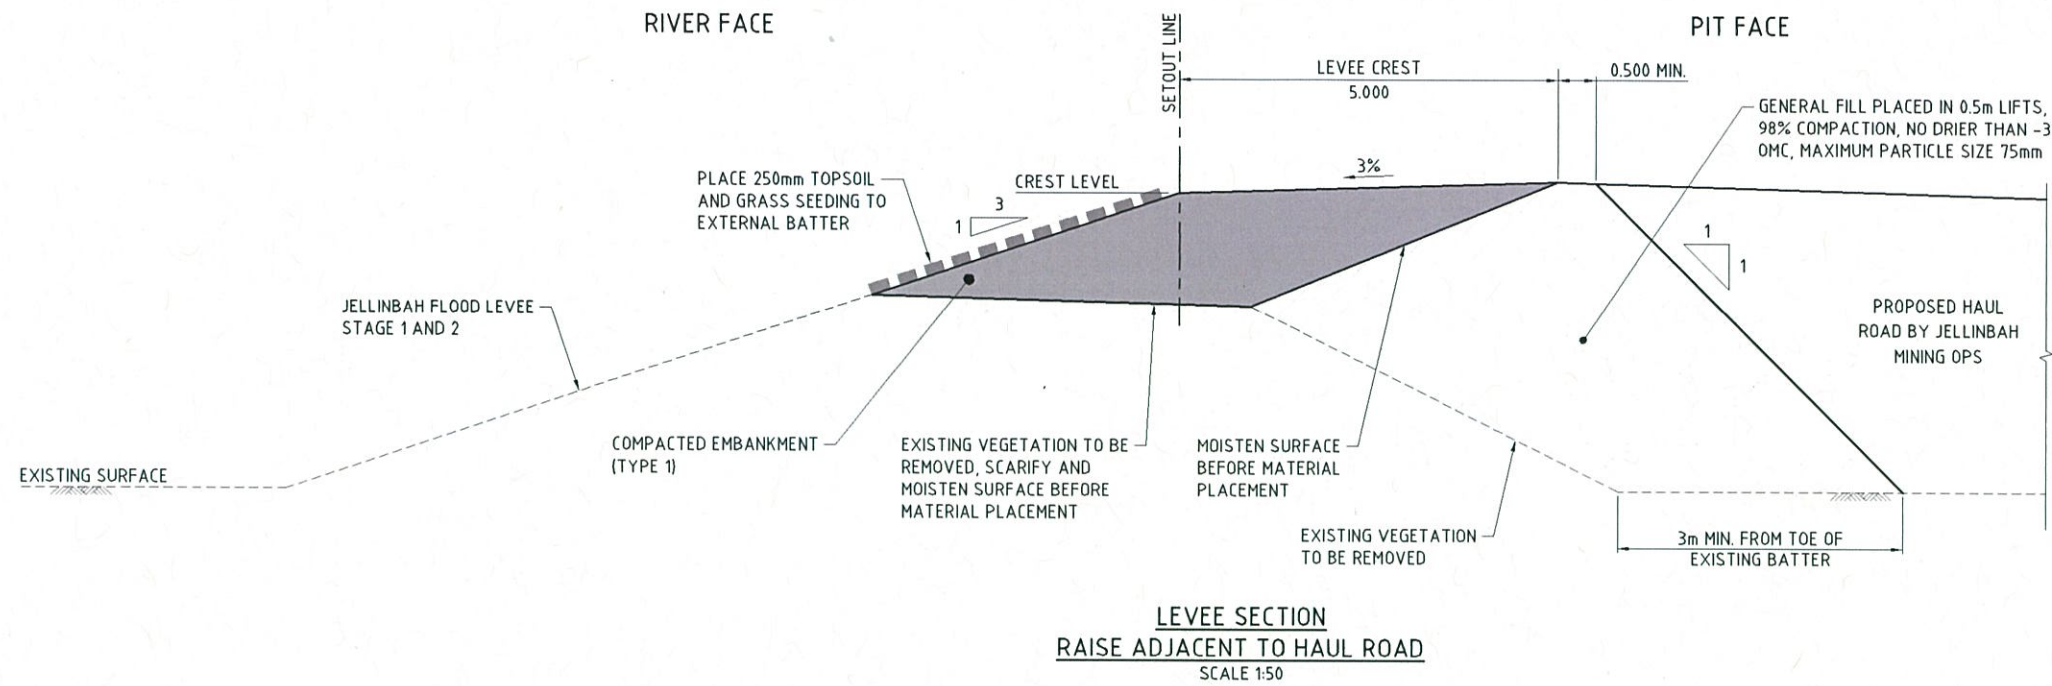 RIVER FACE
PIT FACE
SETOUT LINE
LEVEE CREST
5.000
0.500 MIN.
GENERAL FILL PLACED IN 0.5m LIFTS,
98% COMPACTION, NO DRIER THAN -3
OMC, MAXIMUM PARTICLE SIZE 75mm
3%
PLACE 250mm TOPSOIL
AND GRASS SEEDING TO
EXTERNAL BATTER
CREST LEVEL
3
1
1
1
JELLINBAH FLOOD LEVEE
STAGE 1 AND 2
PROPOSED HAUL
ROAD BY JELLINBAH
MINING OPS
COMPACTED EMBANKMENT
(TYPE 1)
EXISTING VEGETATION TO BE
REMOVED, SCARIFY AND
MOISTEN SURFACE BEFORE
MATERIAL PLACEMENT
MOISTEN SURFACE
BEFORE MATERIAL
PLACEMENT
EXISTING SURFACE
EXISTING VEGETATION
TO BE REMOVED
3m MIN. FROM TOE OF
EXISTING BATTER
LEVEE SECTION
RAISE ADJACENT TO HAUL ROAD
SCALE 1:50